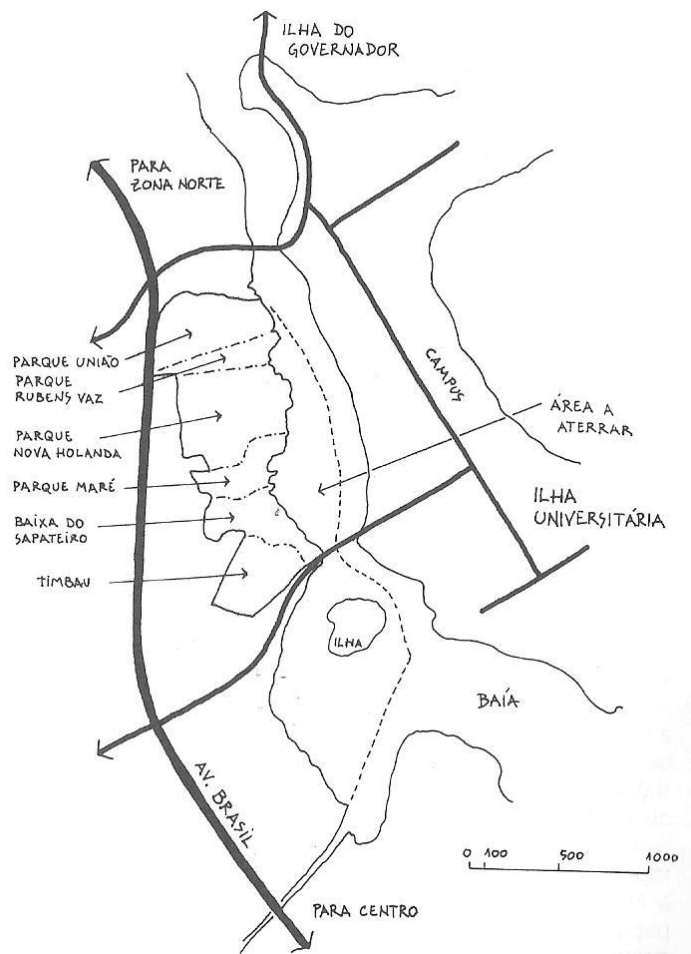 ILHA DO
GOVERNADOR
PARA
ZONA NORTE
PARQUE UNIÃO
PARQUE
RUBENS VAZ
CAMPUS
ÁREA A
ATERRAR
PARQUE
NOVA HOLANDA
PARQUE MARÉ
ILHA
UNIVERSITÁRIA
BAIXA DO
SAPATEIRO
TIMBAU
ILHA
BAÍA
AV. BRASIL
0 100 500 1000
PARA CENTRO